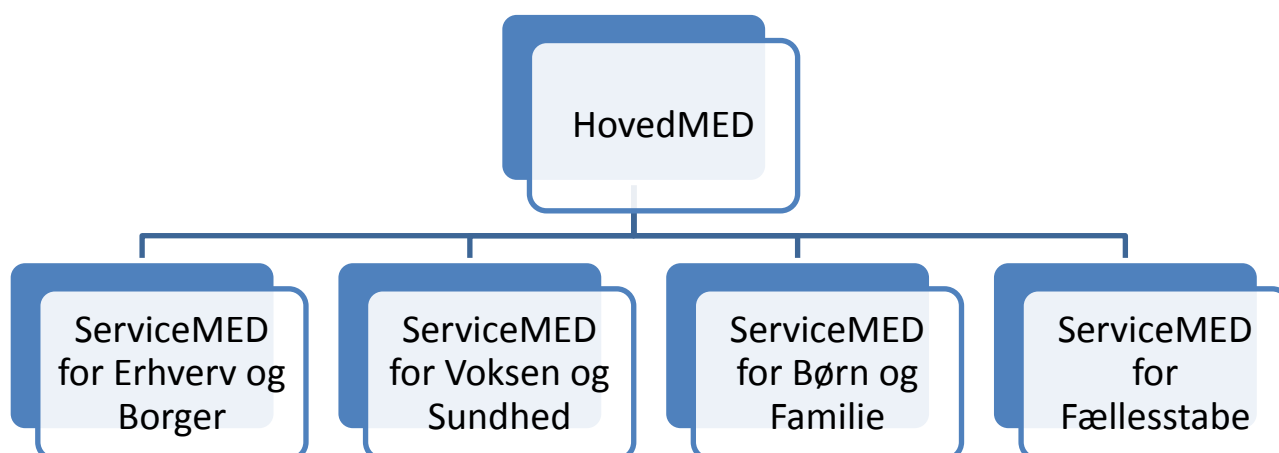 HovedMED
ServiceMED
for Erhverv og
Borger
ServiceMED
for Voksen og
Sundhed
ServiceMED
for Børn og
Familie
ServiceMED
for
Fællesstabe